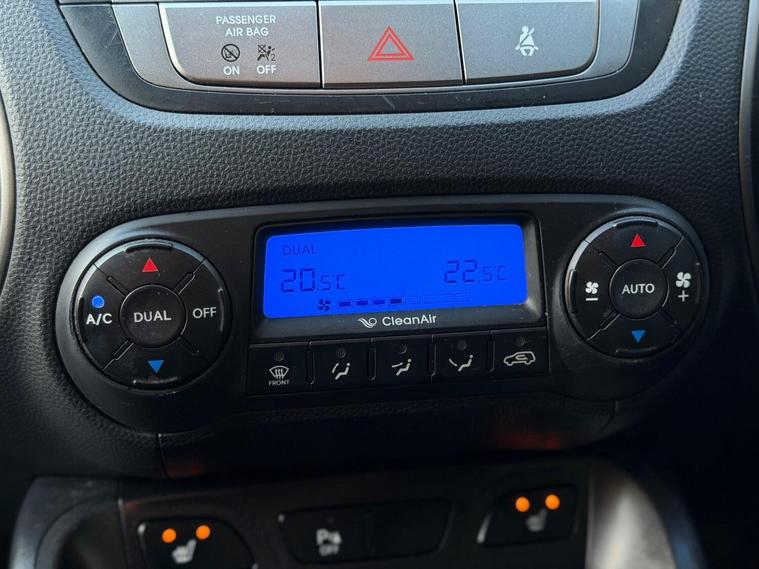 PASSENGER
AIR BAG
ON OFF
DUAL
20.5°C 22.5°C
A/C DUAL OFF
AUTO
CleanAir
FRONT
P
OFF